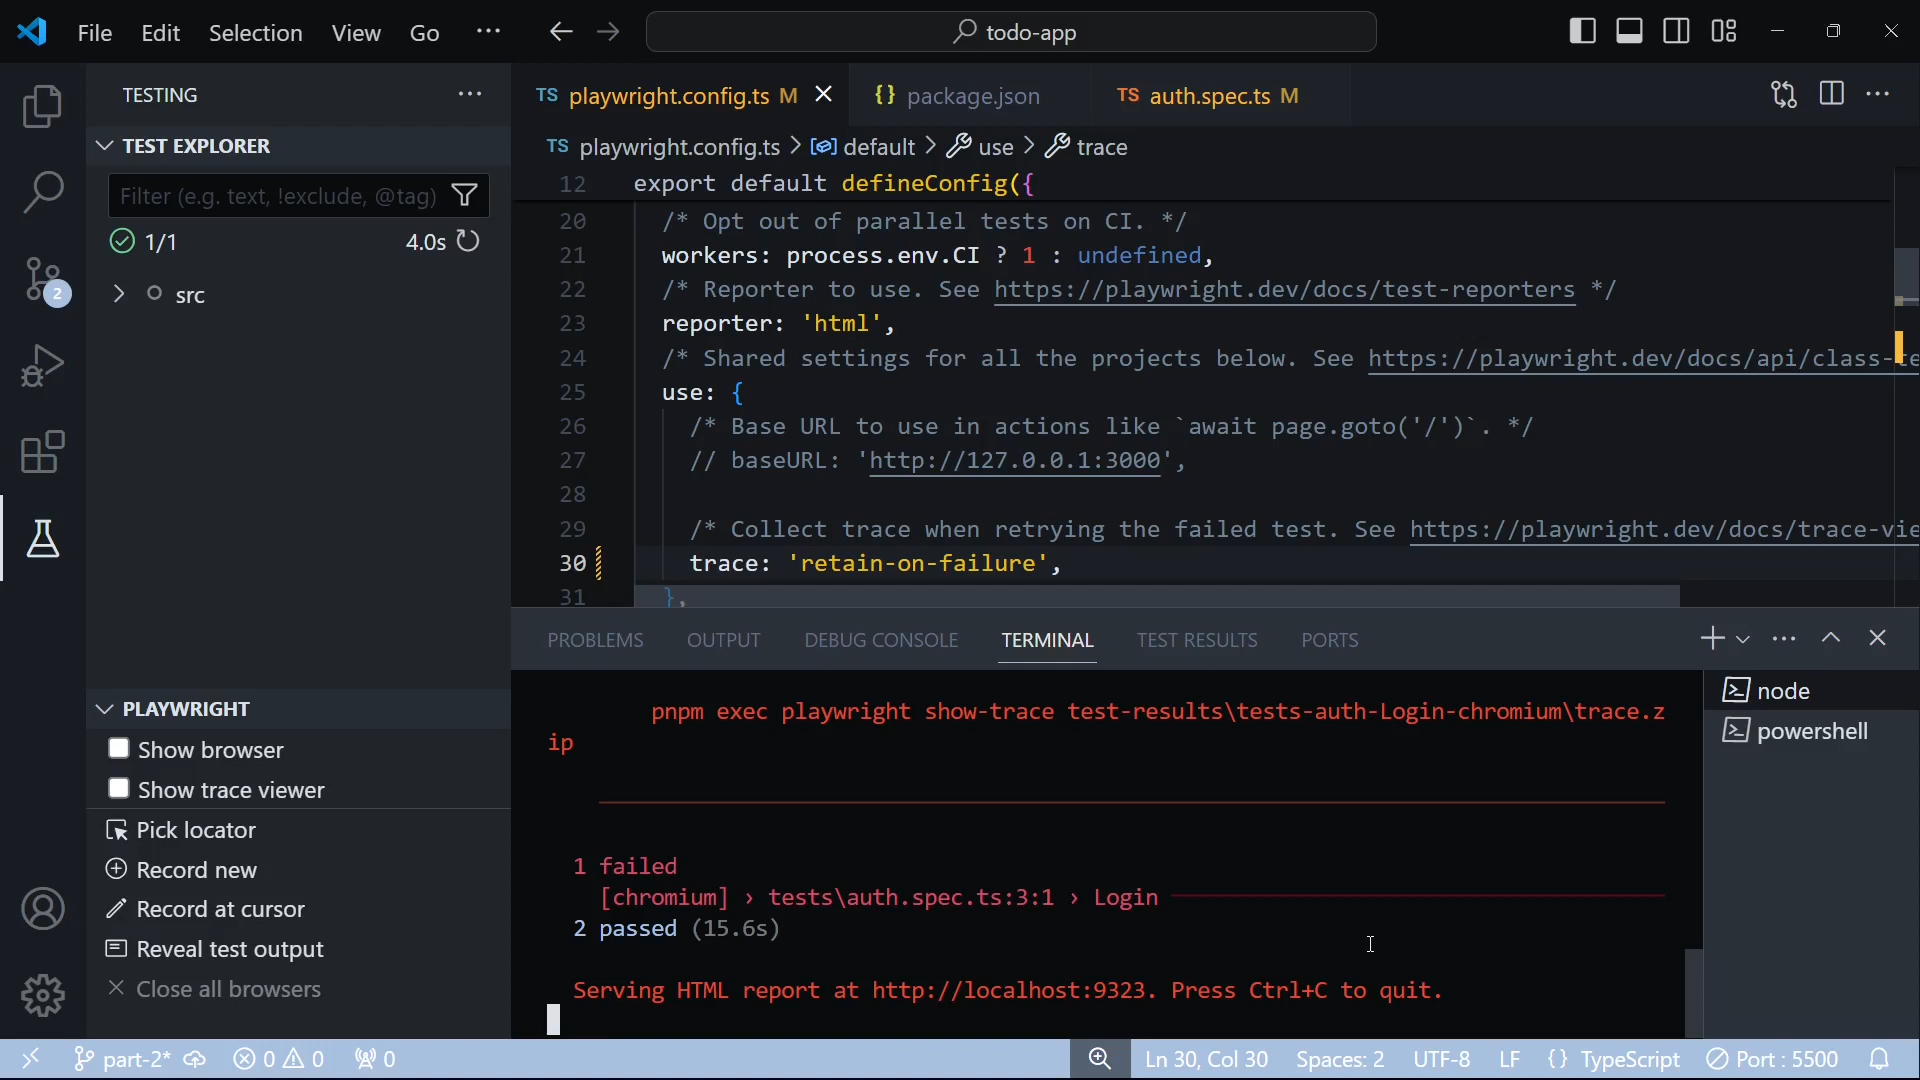 File Edit Selection View Go ··· todo-app
TESTING
TEST EXPLORER
Filter (e.g. text, !exclude, @tag)
1/1 4.0s
src
PLAYWRIGHT
Show browser
Show trace viewer
Pick locator
Record new
Record at cursor
Reveal test output
Close all browsers
2
TS playwright.config.ts M {} package.json TS auth.spec.ts M
TS playwright.config.ts > default > use > trace
12 export default defineConfig({
20 /* Opt out of parallel tests on CI. */
21 workers: process.env.CI ? 1 : undefined,
22 /* Reporter to use. See https://playwright.dev/docs/test-reporters */
23 reporter: 'html',
24 /* Shared settings for all the projects below. See https://playwright.dev/docs/api/class-te
25 use: {
26 /* Base URL to use in actions like `await page.goto('/')`. */
27 // baseURL: 'http://127.0.0.1:3000',
28
29 /* Collect trace when retrying the failed test. See https://playwright.dev/docs/trace-vie
30 trace: 'retain-on-failure',
31 },
PROBLEMS OUTPUT DEBUG CONSOLE TERMINAL TEST RESULTS PORTS
pnpm exec playwright show-trace test-results\tests-auth-Login-chromium\trace.z
ip
1 failed
[chromium] › tests\auth.spec.ts:3:1 › Login
2 passed (15.6s)
Serving HTML report at http://localhost:9323. Press Ctrl+C to quit.
node
powershell
part-2* 0 0 0 Ln 30, Col 30 Spaces: 2 UTF-8 LF {} TypeScript Port : 5500